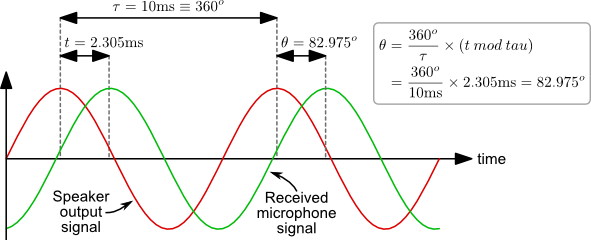 τ = 10ms ≡ 360°
t = 2.305ms
θ = 82.975°
θ = 360°/τ × (t mod tau)
= 360°/10ms × 2.305ms = 82.975°
time
Speaker
output
signal
Received
microphone
signal